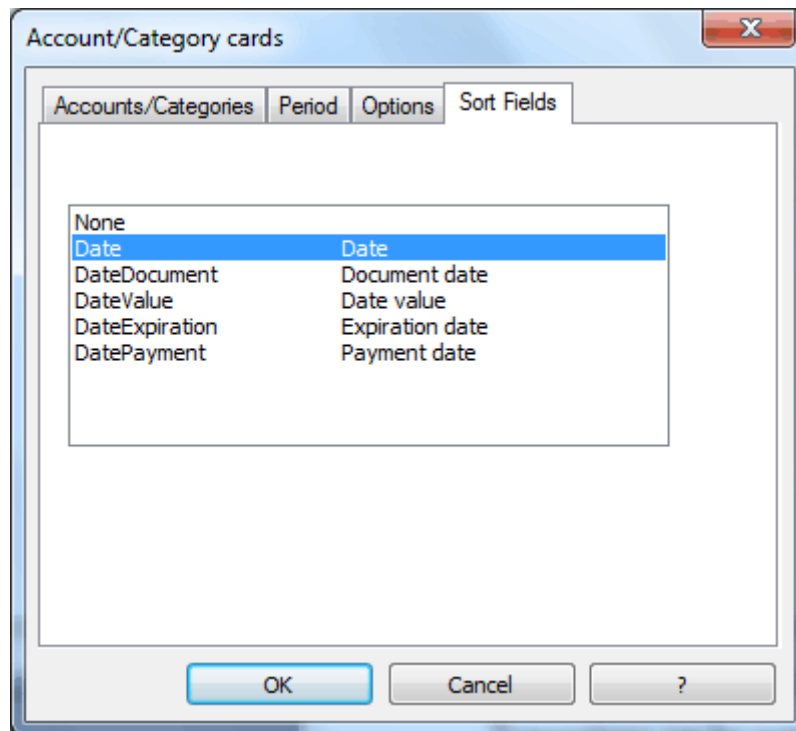 Account/Category cards
Accounts/Categories Period Options Sort Fields
None
Date Date
DateDocument Document date
DateValue Date value
DateExpiration Expiration date
DatePayment Payment date
OK Cancel ?